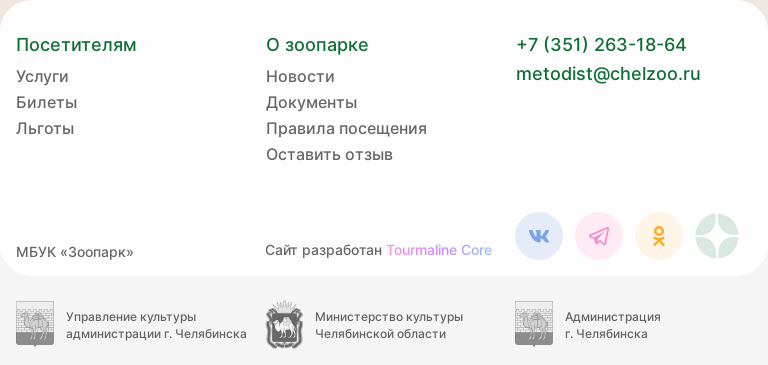 Посетителям
Услуги
Билеты
Льготы
О зоопарке
Новости
Документы
Правила посещения
Оставить отзыв
+7 (351) 263-18-64
metodist@chelzoo.ru
МБУК «Зоопарк»
Сайт разработан Tourmaline Core
Управление культуры
администрации г. Челябинска
Министерство культуры
Челябинской области
Администрация
г. Челябинска